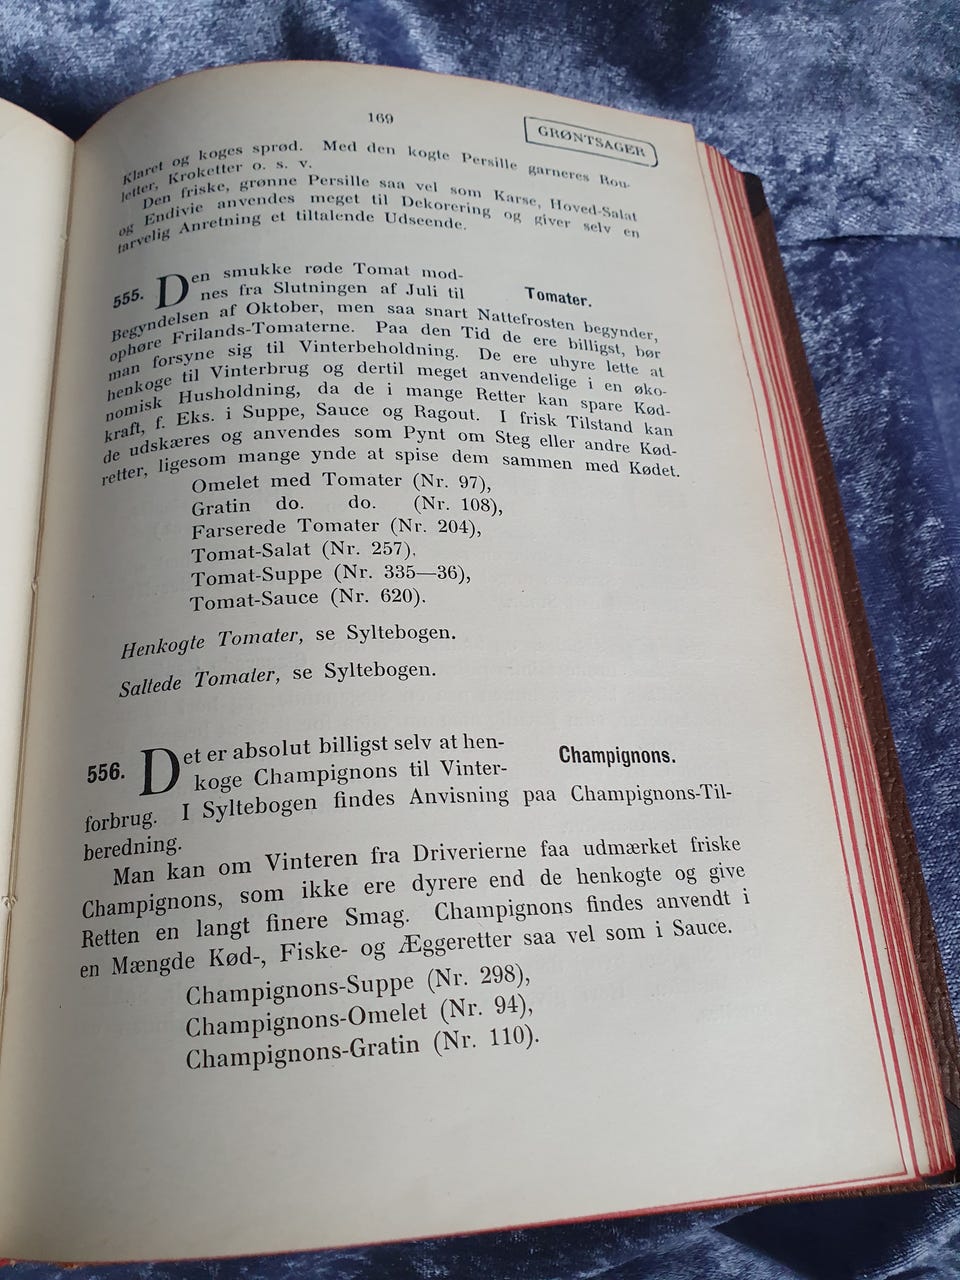 169
GRØNTSAGER
Klaret og koges sprød. Med den kogte Persille garneres Rou-
letter, Kroketter o. s. v.
Den friske, grønne Persille saa vel som Karse, Hoved-Salat
og Endivie anvendes meget til Dekorering og giver selv en
tarvelig Anretning et tiltalende Udseende.
555. Den smukke røde Tomat mod-
nes fra Slutningen af Juli til
Tomater.
Begyndelsen af Oktober, men saa snart Nattefrosten begynder,
ophøre Frilands-Tomaterne. Paa den Tid de ere billigst, bør
man forsyne sig til Vinterbeholdning. De ere uhyre lette at
henkoge til Vinterbrug og dertil meget anvendelige i en øko-
nomisk Husholdning, da de i mange Retter kan spare Kød-
kraft, f. Eks. i Suppe, Sauce og Ragout. I frisk Tilstand kan
de udskæres og anvendes som Pynt om Steg eller andre Kød-
retter, ligesom mange ynde at spise dem sammen med Kødet.
Omelet med Tomater (Nr. 97),
Gratin do. do. (Nr. 108),
Farserede Tomater (Nr. 204),
Tomat-Salat (Nr. 257),
Tomat-Suppe (Nr. 335—36),
Tomat-Sauce (Nr. 620).
Henkogte Tomater, se Syltebogen.
Saltede Tomater, se Syltebogen.
556. Det er absolut billigst selv at hen-
koge Champignons til Vinter-
Champignons.
forbrug. I Syltebogen findes Anvisning paa Champignons-Til-
beredning.
Man kan om Vinteren fra Driverierne faa udmærket friske
Champignons, som ikke ere dyrere end de henkogte og give
Retten en langt finere Smag. Champignons findes anvendt i
en Mængde Kød-, Fiske- og Æggeretter saa vel som i Sauce.
Champignons-Suppe (Nr. 298),
Champignons-Omelet (Nr. 94),
Champignons-Gratin (Nr. 110).